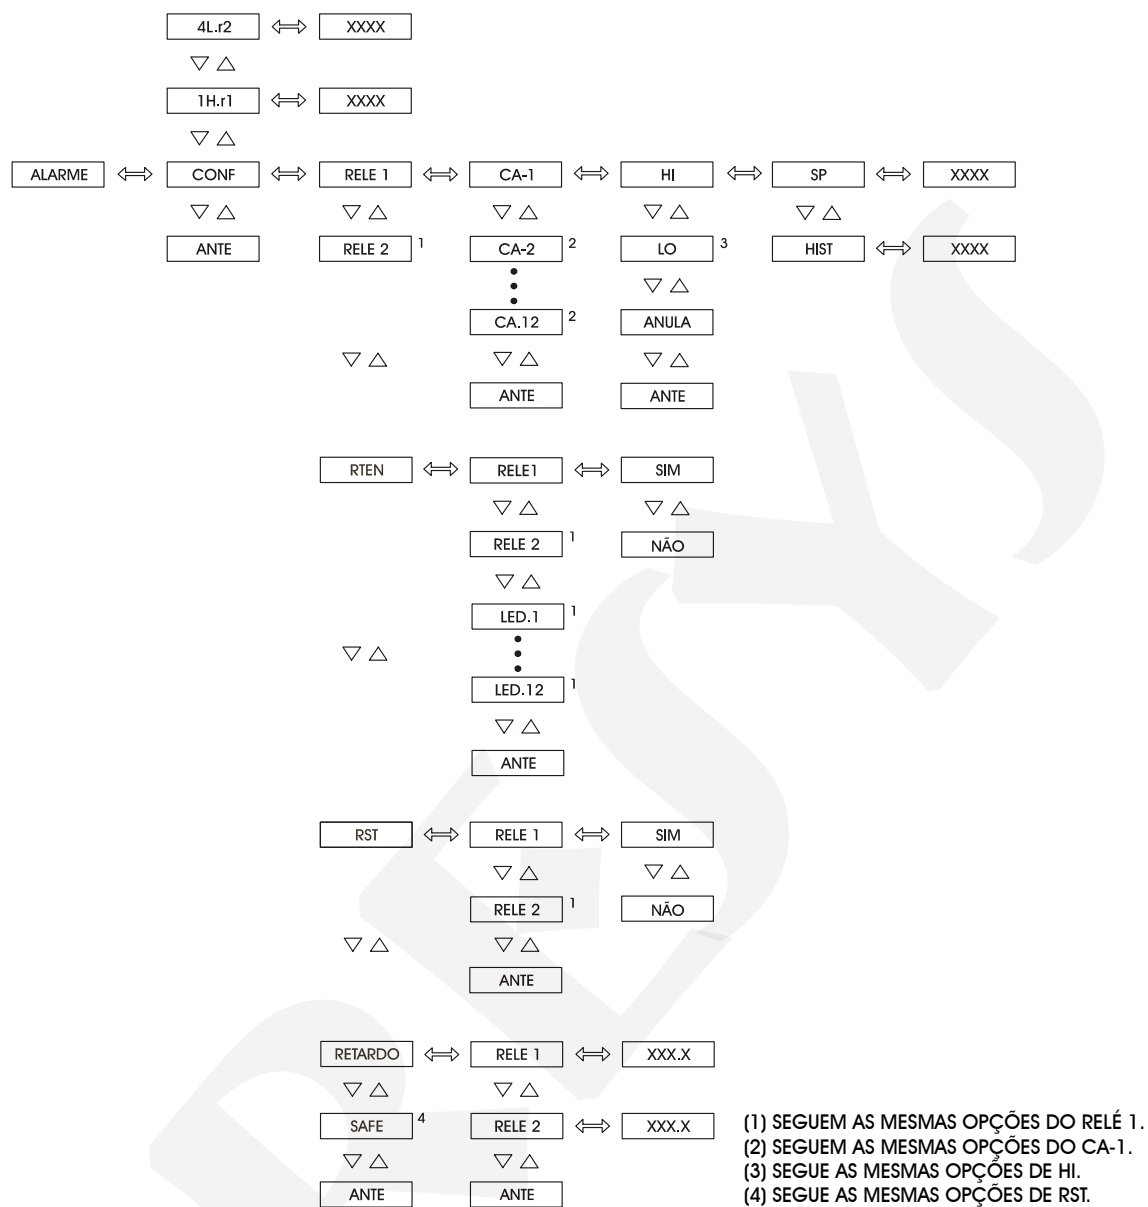 4L.r2 XXXX
1H.r1 XXXX
ALARME CONF RELE 1 CA-1 HI SP XXXX
ANTE RELE 2 1 CA-2 2 LO 3 HIST XXXX
CA.12 2 ANULA
ANTE ANTE
RTEN RELE1 SIM
RELE 2 1 NÃO
LED.1 1
LED.12 1
ANTE
RST RELE 1 SIM
RELE 2 1 NÃO
ANTE
RETARDO RELE 1 XXX.X
SAFE 4 RELE 2 XXX.X
ANTE ANTE
(1) SEGUEM AS MESMAS OPÇÕES DO RELÉ 1.
(2) SEGUEM AS MESMAS OPÇÕES DO CA-1.
(3) SEGUE AS MESMAS OPÇÕES DE HI.
(4) SEGUE AS MESMAS OPÇÕES DE RST.
PRESYS